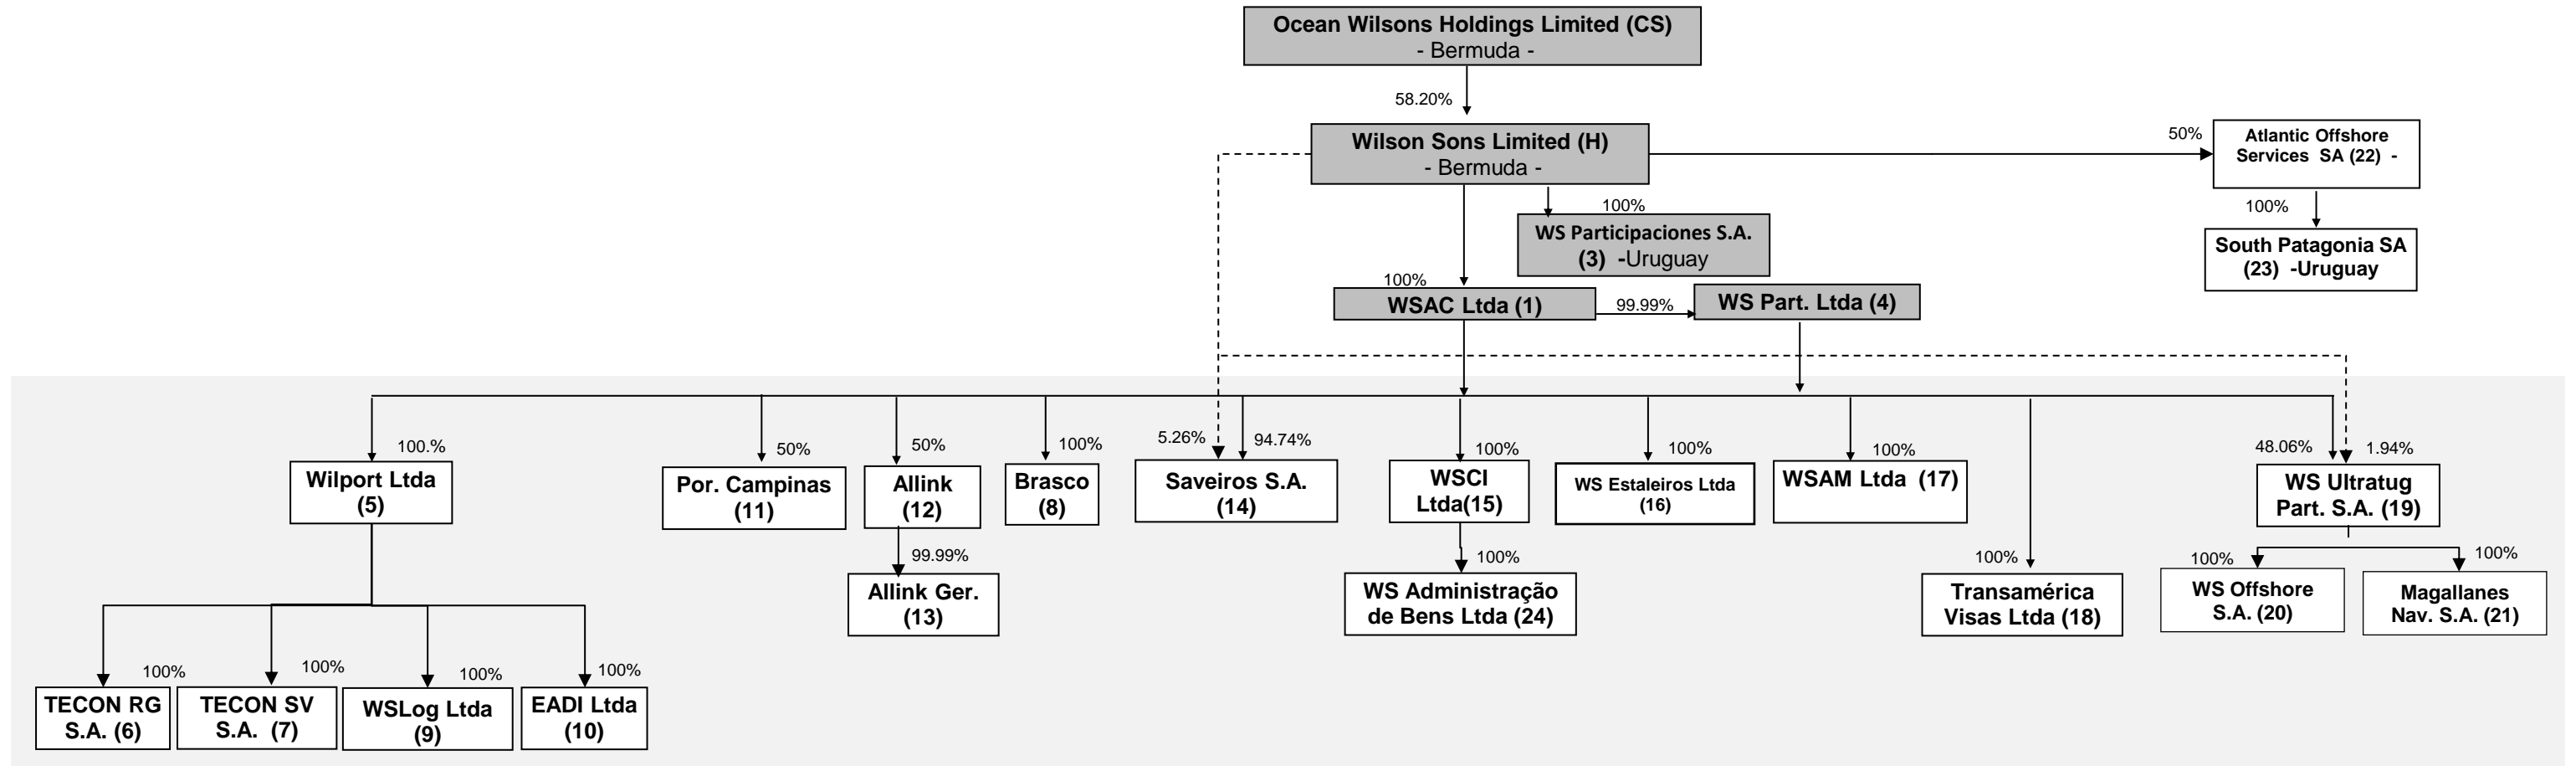 Ocean Wilsons Holdings Limited (CS)
- Bermuda -
58.20%
Wilson Sons Limited (H)
- Bermuda -
50%
Atlantic Offshore
Services SA (22) -
100%
South Patagonia SA
(23) -Uruguay
100%
WS Participaciones S.A.
(3) -Uruguay
100%
WSAC Ltda (1)
99.99%
WS Part. Ltda (4)
100.%
Wilport Ltda
(5)
50%
Por. Campinas
(11)
50%
Allink
(12)
100%
Brasco
(8)
5.26%
94.74%
Saveiros S.A.
(14)
100%
WSCI
Ltda(15)
100%
WS Estaleiros Ltda
(16)
100%
WSAM Ltda (17)
48.06%
1.94%
WS Ultratug
Part. S.A. (19)
99.99%
Allink Ger.
(13)
100%
WS Administração
de Bens Ltda (24)
100%
Transamérica
Visas Ltda (18)
100%
WS Offshore
S.A. (20)
100%
Magallanes
Nav. S.A. (21)
100%
TECON RG
S.A. (6)
100%
TECON SV
S.A. (7)
100%
WSLog Ltda
(9)
100%
EADI Ltda
(10)